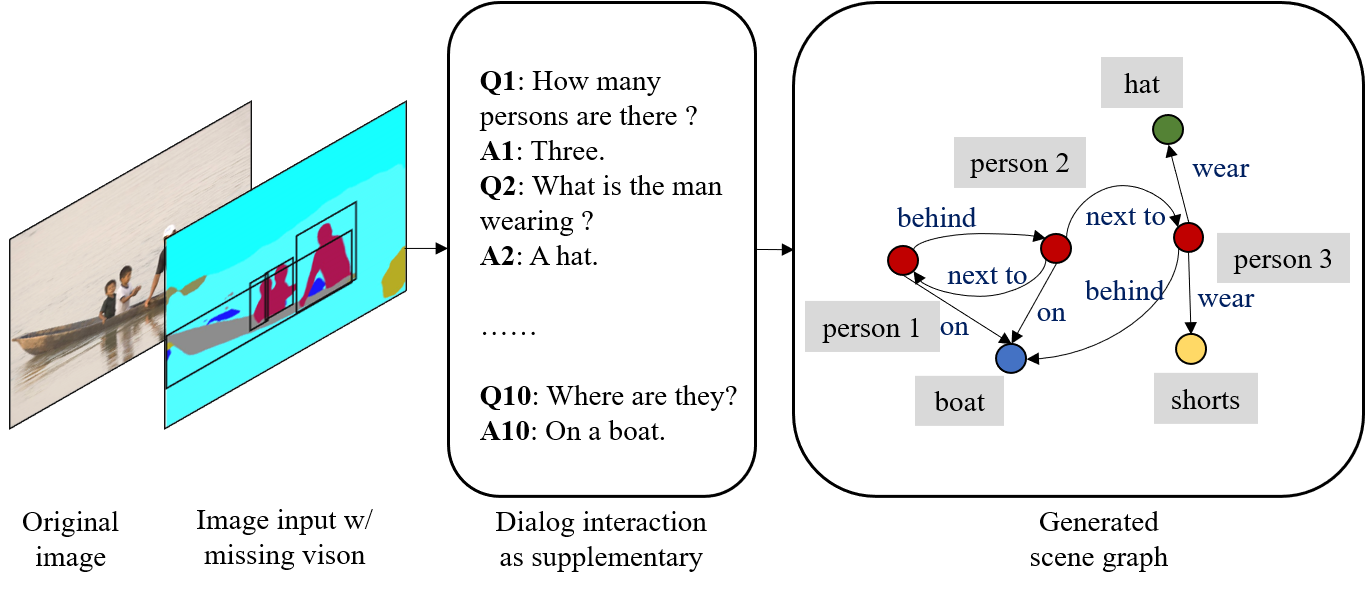 Q1: How many
persons are there ?
A1: Three.
Q2: What is the man
wearing ?
A2: A hat.
……
Q10: Where are they?
A10: On a boat.
hat
person 2
wear
behind
next to
next to
person 3
behind
wear
person 1
on
on
boat
shorts
Original
image
Image input w/
missing vison
Dialog interaction
as supplementary
Generated
scene graph